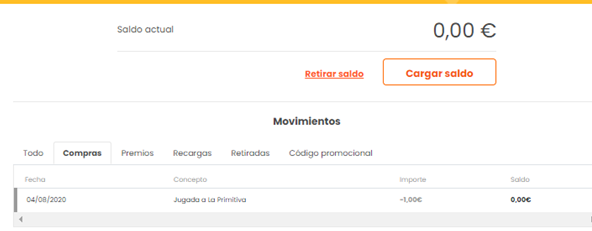 Saldo actual 0,00 €
Retirar saldo Cargar saldo
Movimientos
Todo Compras Premios Recargas Retiradas Código promocional
Fecha Concepto Importe Saldo
04/08/2020 Jugada a La Primitiva -1,00€ 0,00€